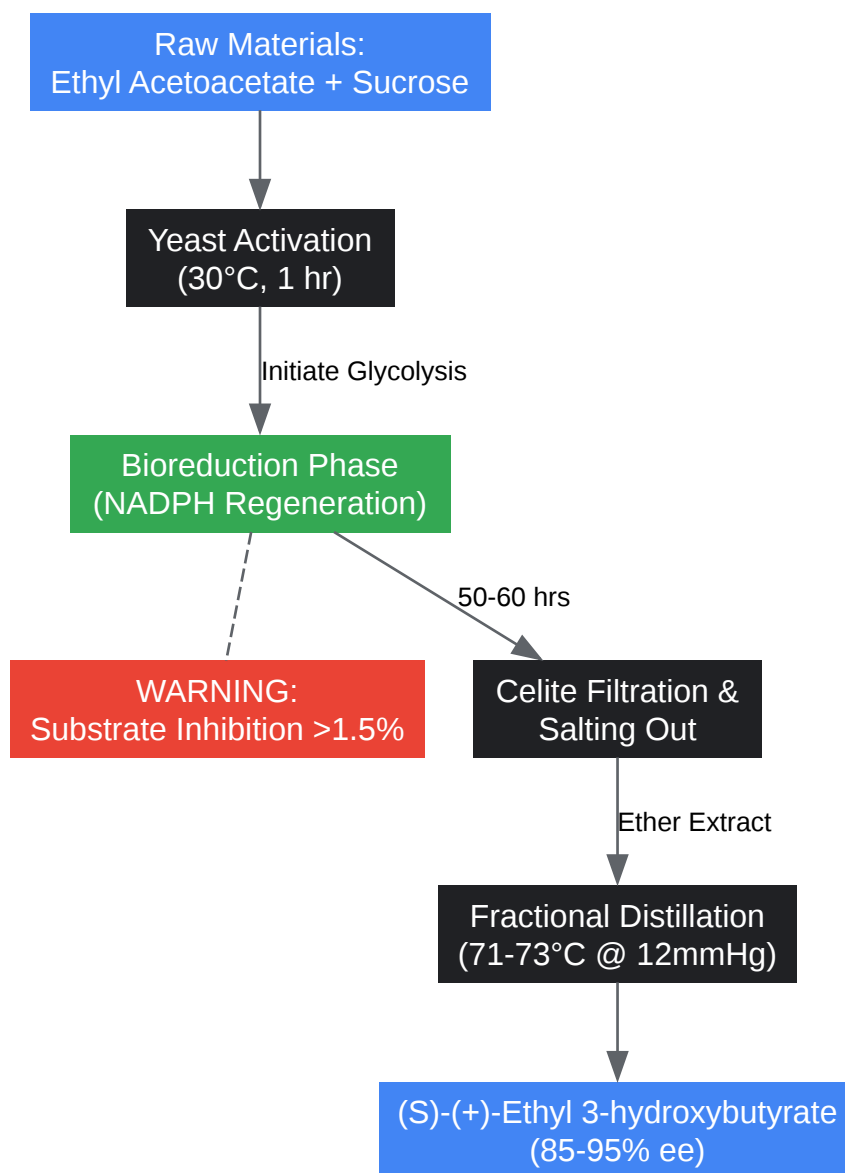 Raw Materials:
Ethyl Acetoacetate + Sucrose
Yeast Activation
(30°C, 1 hr)
Initiate Glycolysis
Bioreduction Phase
(NADPH Regeneration)
50-60 hrs
WARNING:
Substrate Inhibition >1.5%
Celite Filtration &
Salting Out
Ether Extract
Fractional Distillation
(71-73°C @ 12mmHg)
(S)-(+)-Ethyl 3-hydroxybutyrate
(85-95% ee)